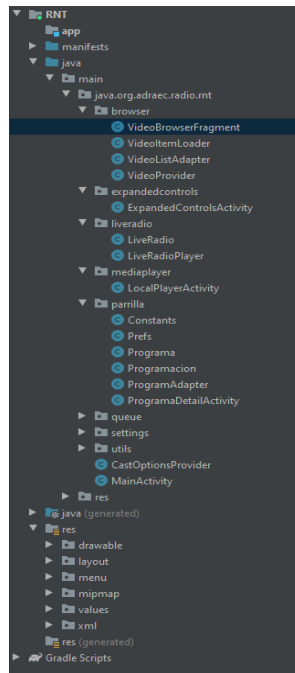 RNT
app
manifests
java
main
java.org.adraec.radio.rnt
browser
VideoBrowserFragment
VideoItemLoader
VideoListAdapter
VideoProvider
expandedcontrols
ExpandedControlsActivity
liveradio
LiveRadio
LiveRadioPlayer
mediaplayer
LocalPlayerActivity
parrilla
Constants
Prefs
Programa
Programacion
ProgramAdapter
ProgramaDetailActivity
queue
settings
utils
CastOptionsProvider
MainActivity
res
java (generated)
res
drawable
layout
menu
mipmap
values
xml
res (generated)
Gradle Scripts